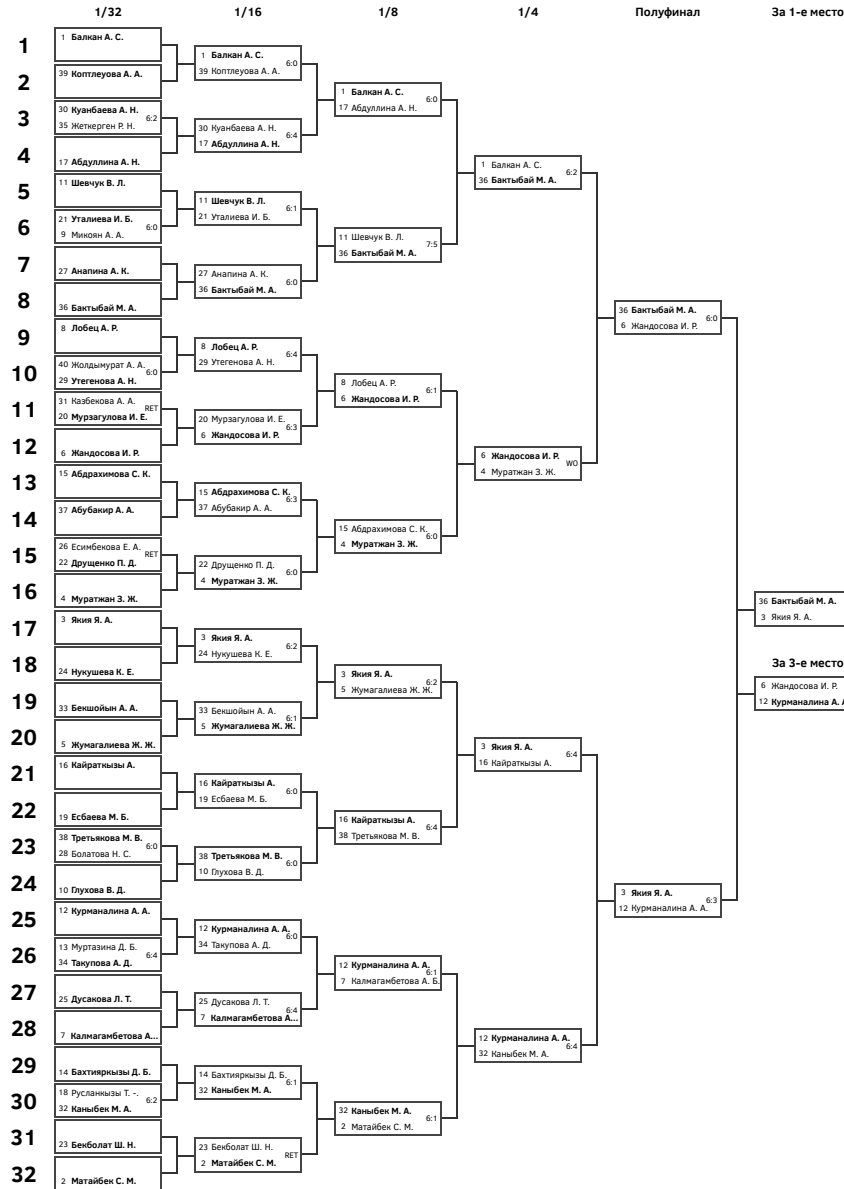 1/32 1/16 1/8 1/4 Полуфинал За 1-е место
1
1 Балкан А. С.
2
39 Коптлеуова А. А.
3
30 Куанбаева А. Н.
35 Жеткерген Р. Н.
6:2
4
17 Абдуллина А. Н.
5
11 Шевчук В. Л.
6
21 Уталиева И. Б.
9 Микоян А. А.
6:0
7
27 Анапина А. К.
8
36 Бактыбай М. А.
9
8 Лобец А. Р.
10
40 Жолдымурат А. А.
29 Утегенова А. Н.
6:0
11
31 Казбекова А. А.
20 Мурзагулова И. Е.
RET
12
6 Жандосова И. Р.
13
15 Абдрахимова С. К.
14
37 Абубакир А. А.
15
26 Есимбекова Е. А.
22 Друщенко П. Д.
RET
16
4 Муратжан З. Ж.
17
3 Якия Я. А.
18
24 Нукушева К. Е.
19
33 Бекшойын А. А.
20
5 Жумагалиева Ж. Ж.
21
16 Кайраткызы А.
22
19 Есбаева М. Б.
23
38 Третьякова М. В.
28 Болатова Н. С.
6:0
24
10 Глухова В. Д.
25
12 Курманалина А. А.
26
13 Муртазина Д. Б.
34 Такупова А. Д.
6:4
27
25 Дусакова Л. Т.
28
7 Калмагамбетова А...
29
14 Бахтияркызы Д. Б.
30
18 Русланкызы Т. -.
32 Каныбек М. А.
6:2
31
23 Бекболат Ш. Н.
32
2 Матайбек С. М.
1 Балкан А. С.
39 Коптлеуова А. А.
6:0
30 Куанбаева А. Н.
17 Абдуллина А. Н.
6:4
11 Шевчук В. Л.
21 Уталиева И. Б.
6:1
27 Анапина А. К.
36 Бактыбай М. А.
6:0
8 Лобец А. Р.
29 Утегенова А. Н.
6:4
20 Мурзагулова И. Е.
6 Жандосова И. Р.
6:3
15 Абдрахимова С. К.
37 Абубакир А. А.
6:3
22 Друщенко П. Д.
4 Муратжан З. Ж.
6:0
3 Якия Я. А.
24 Нукушева К. Е.
6:2
33 Бекшойын А. А.
5 Жумагалиева Ж. Ж.
6:1
16 Кайраткызы А.
19 Есбаева М. Б.
6:0
38 Третьякова М. В.
10 Глухова В. Д.
6:0
12 Курманалина А. А.
34 Такупова А. Д.
6:0
25 Дусакова Л. Т.
7 Калмагамбетова А...
6:4
14 Бахтияркызы Д. Б.
32 Каныбек М. А.
6:1
23 Бекболат Ш. Н.
2 Матайбек С. М.
RET
1 Балкан А. С.
17 Абдуллина А. Н.
6:0
11 Шевчук В. Л.
36 Бактыбай М. А.
7:5
8 Лобец А. Р.
6 Жандосова И. Р.
6:1
15 Абдрахимова С. К.
4 Муратжан З. Ж.
6:0
3 Якия Я. А.
5 Жумагалиева Ж. Ж.
6:2
16 Кайраткызы А.
38 Третьякова М. В.
6:4
12 Курманалина А. А.
7 Калмагамбетова А. Б.
6:1
32 Каныбек М. А.
2 Матайбек С. М.
6:1
1 Балкан А. С.
36 Бактыбай М. А.
6:2
6 Жандосова И. Р.
4 Муратжан З. Ж.
WO
3 Якия Я. А.
16 Кайраткызы А.
6:4
12 Курманалина А. А.
32 Каныбек М. А.
6:4
36 Бактыбай М. А.
6 Жандосова И. Р.
6:0
3 Якия Я. А.
12 Курманалина А. А.
6:3
36 Бактыбай М. А.
3 Якия Я. А.
За 3-е место
6 Жандосова И. Р.
12 Курманалина А.